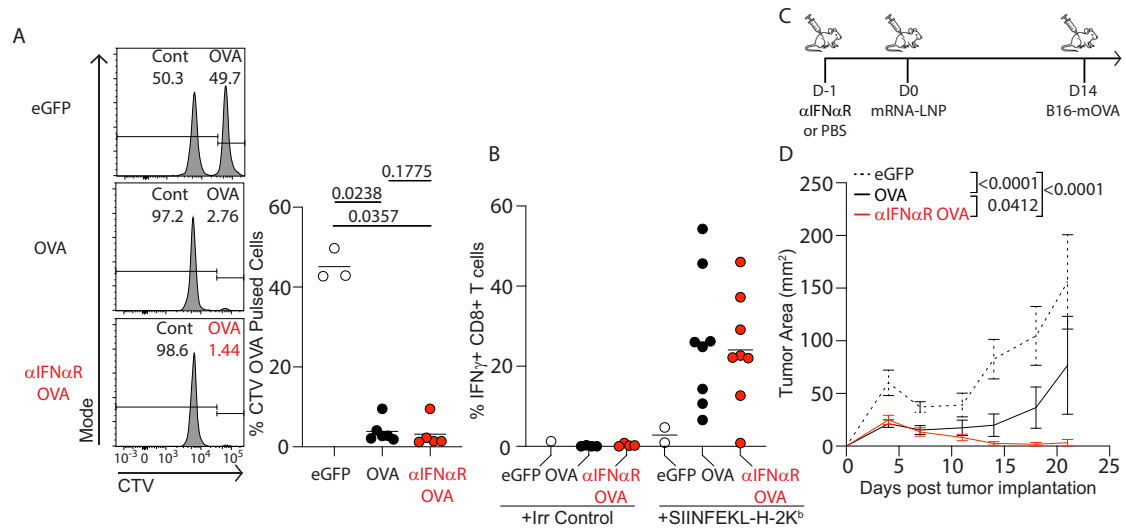 A
Cont OVA
50.3 49.7
eGFP
Cont OVA
97.2 2.76
OVA
Cont OVA
98.6 1.44
αIFNαR
OVA
Mode
-10⁻³ 0 10³ 10⁴ 10⁵
CTV
% CTV OVA Pulsed Cells
60
40
20
0
0.1775
0.0238
0.0357
eGFP OVA αIFNαR
OVA
B
% IFNγ+ CD8+ T cells
60
40
20
0
eGFP OVA αIFNαR
OVA
+Irr Control
eGFP OVA αIFNαR
OVA
+SIINFEKL-H-2Kᵇ
C
D-1 D0 D14
αIFNαR mRNA-LNP B16-mOVA
or PBS
D
eGFP
OVA
αIFNαR OVA
<0.0001
<0.0001
0.0412
Tumor Area (mm²)
250
200
150
100
50
0
0 5 10 15 20 25
Days post tumor implantation